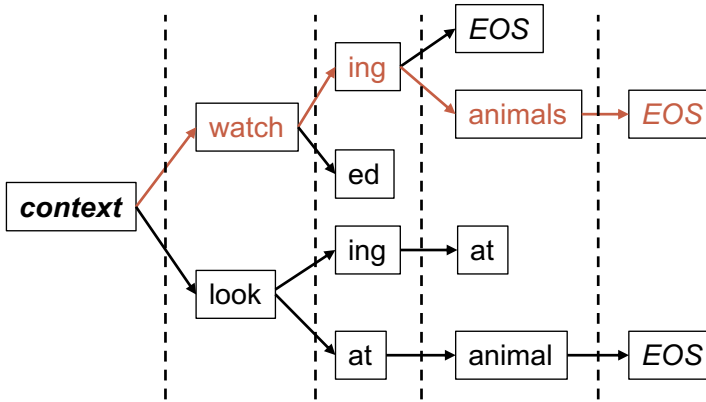 EOS
ing
watch
animals
EOS
ed
context
ing
at
look
at
animal
EOS